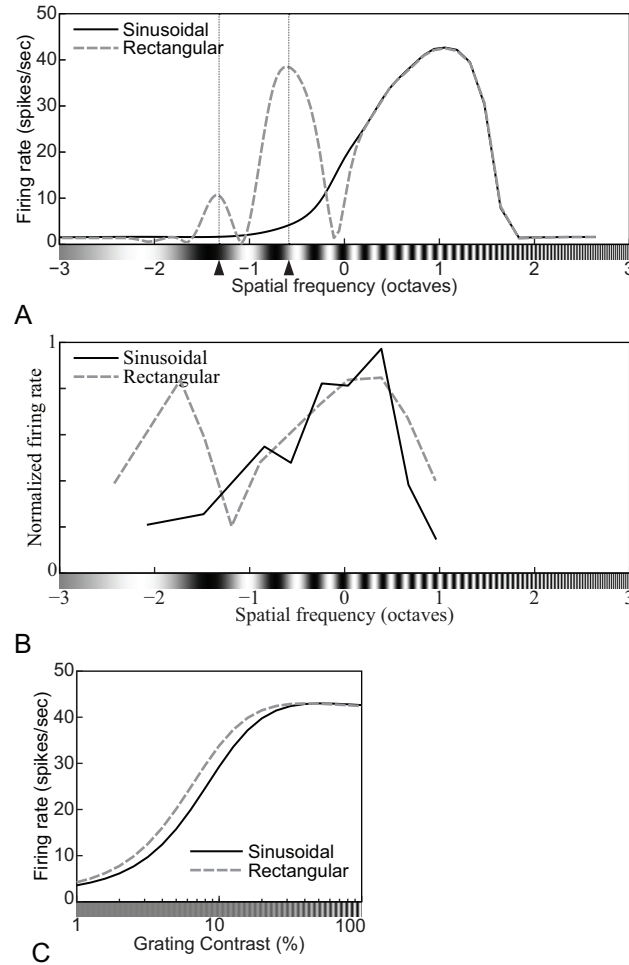 50
40
30
20
10
0
Firing rate (spikes/sec)
Sinusoidal
Rectangular
−3
−2
−1
0
1
2
3
Spatial frequency (octaves)
A
1
0
Normalized firing rate
Sinusoidal
Rectangular
−3
−2
−1
0
1
2
3
Spatial frequency (octaves)
B
50
40
30
20
10
0
Firing rate (spikes/sec)
Sinusoidal
Rectangular
1
10
100
Grating Contrast (%)
C